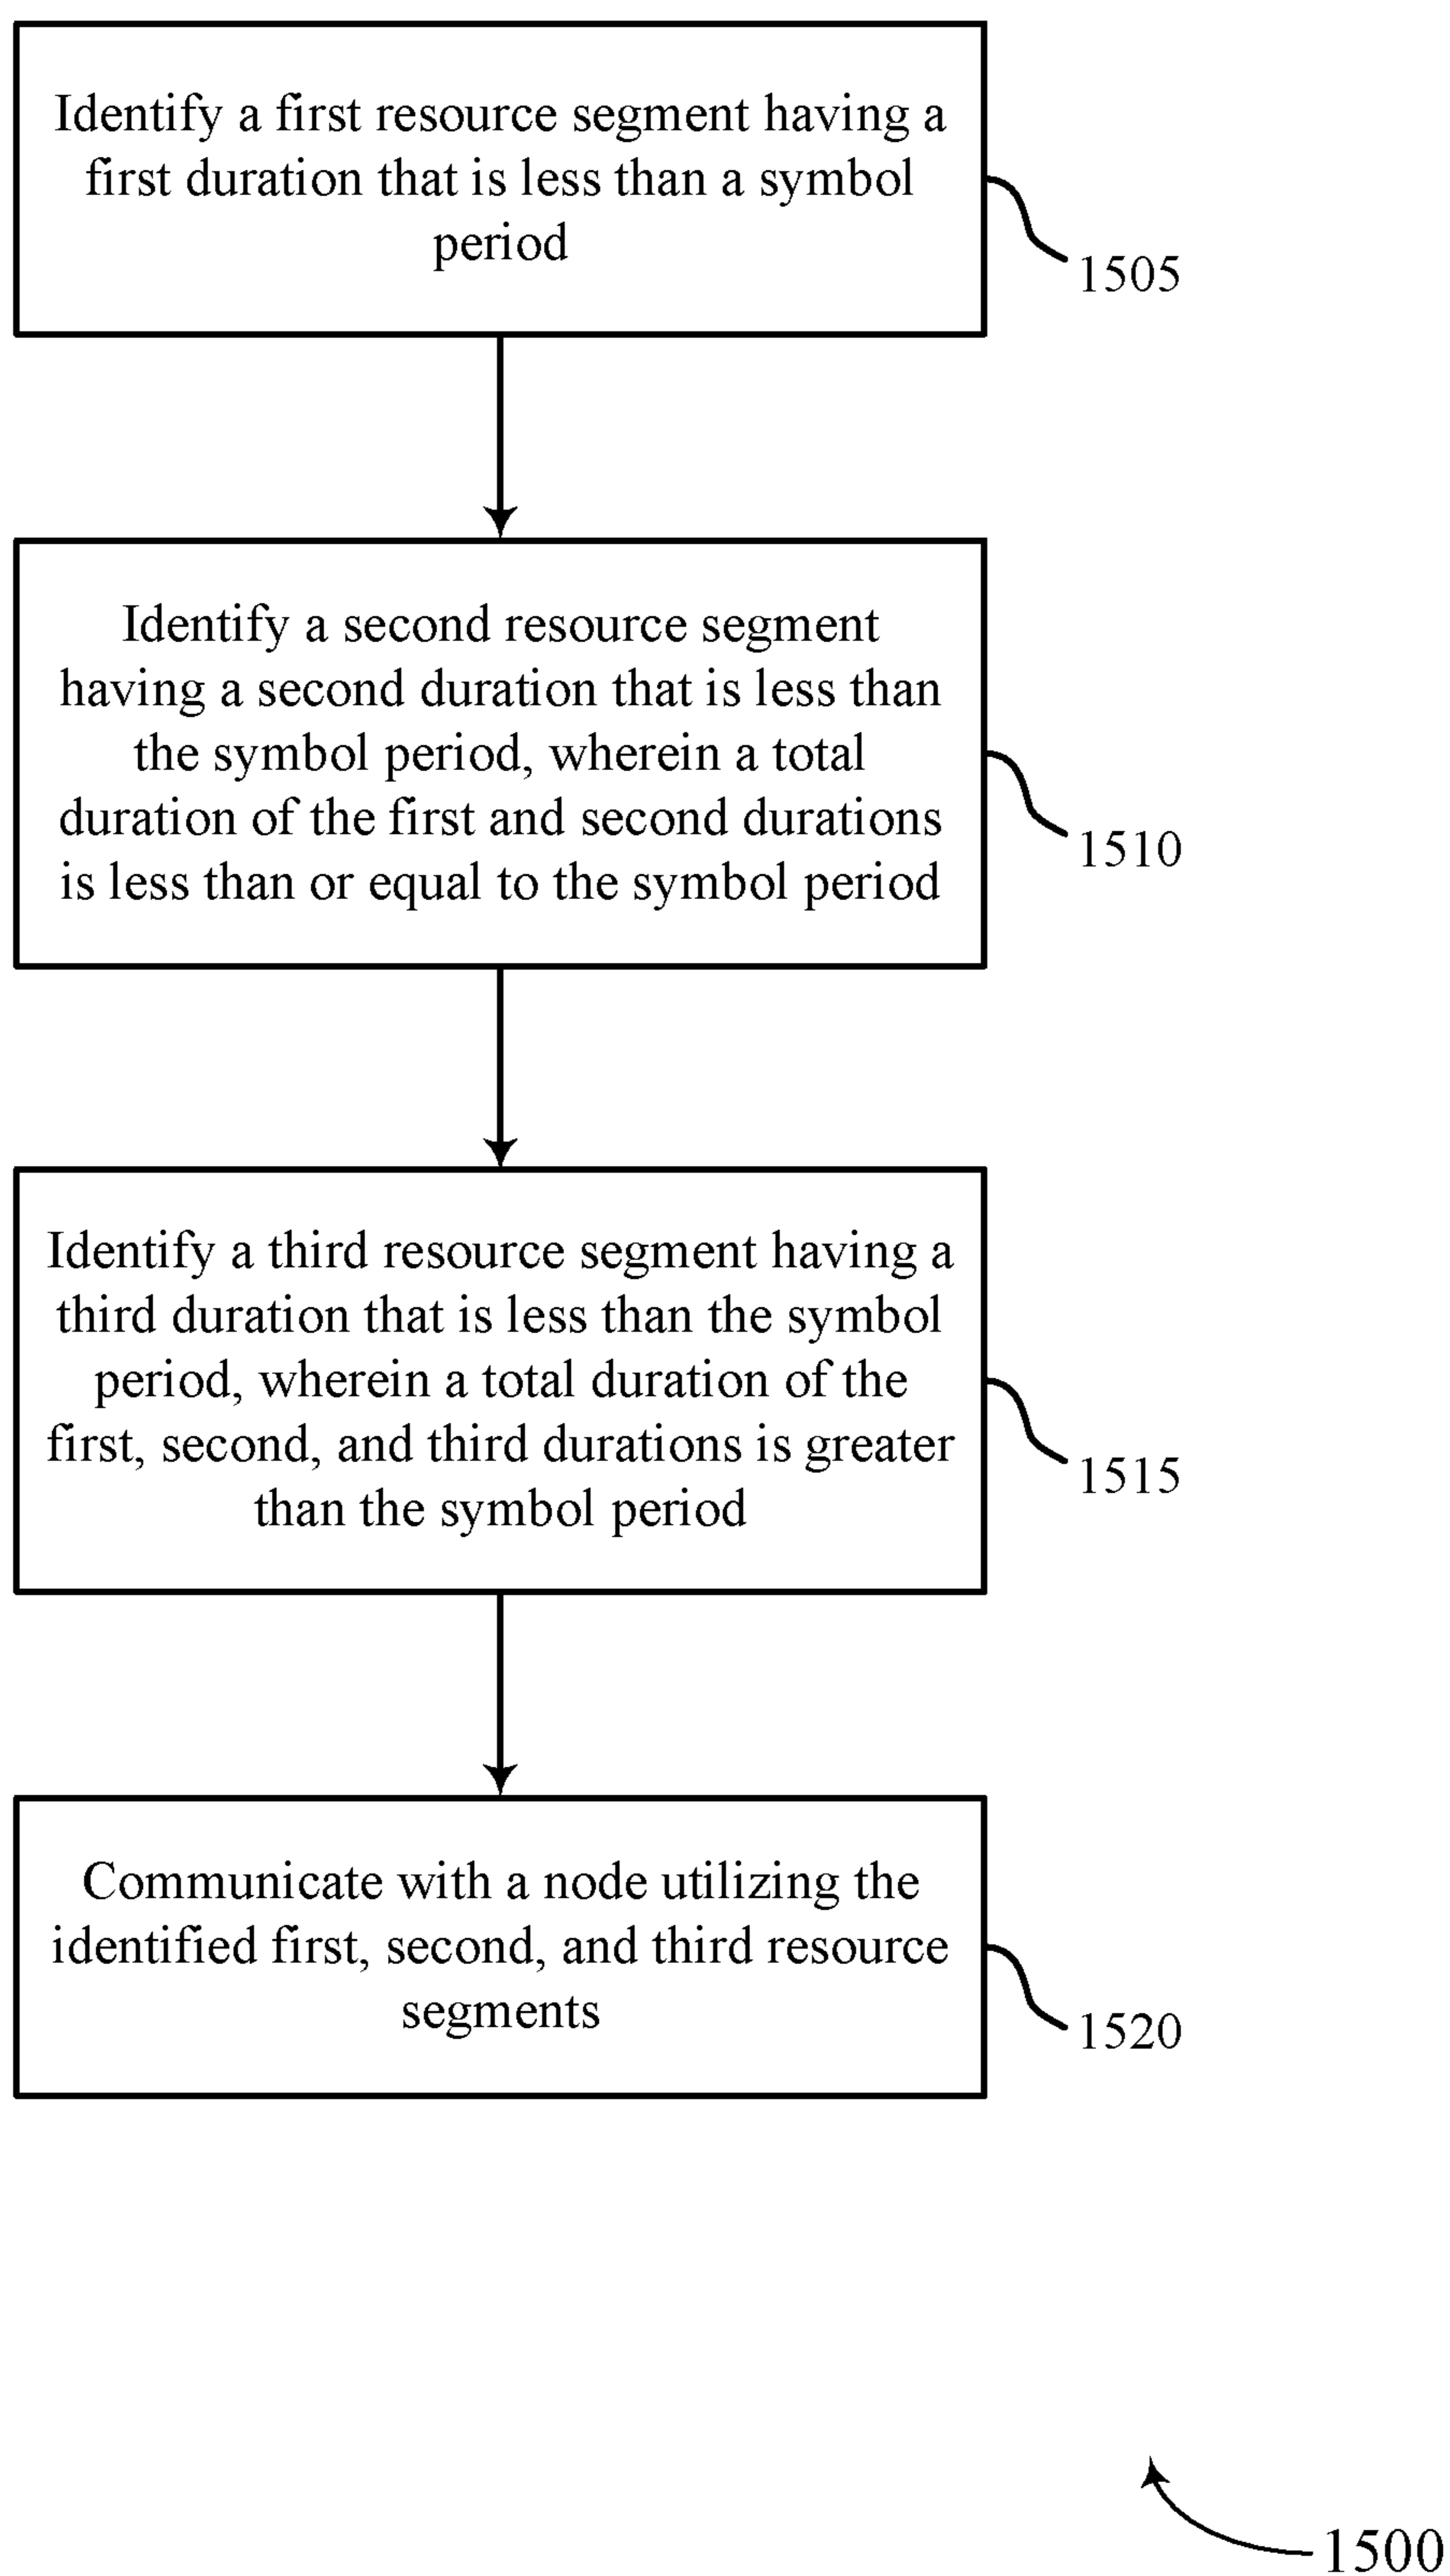 Identify a first resource segment having a
first duration that is less than a symbol
period
1505
Identify a second resource segment
having a second duration that is less than
the symbol period, wherein a total
duration of the first and second durations
is less than or equal to the symbol period
1510
Identify a third resource segment having a
third duration that is less than the symbol
period, wherein a total duration of the
first, second, and third durations is greater
than the symbol period
1515
Communicate with a node utilizing the
identified first, second, and third resource
segments
1520
1500